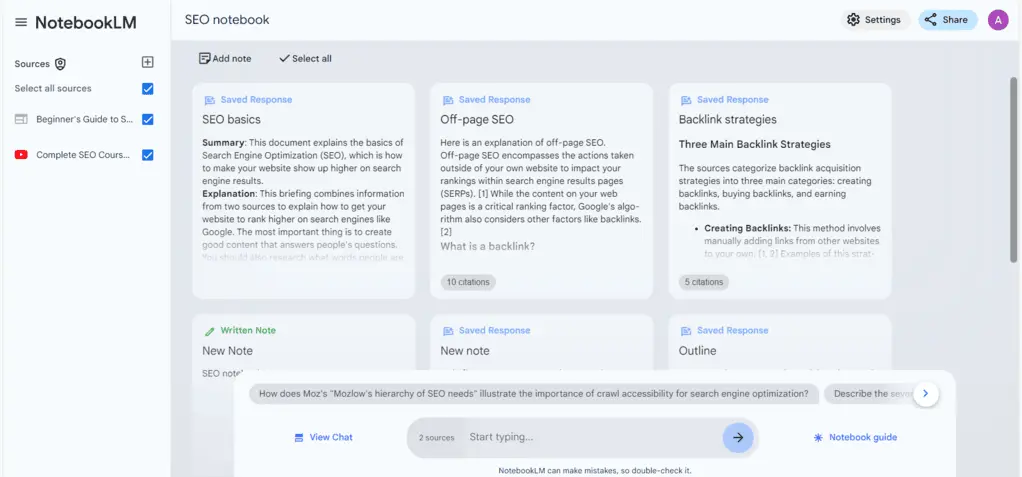 NotebookLM
SEO notebook
Settings
Share
A
Sources
Select all sources
Beginner's Guide to S...
Complete SEO Cours...
Add note
Select all
Saved Response
SEO basics
Summary: This document explains the basics of
Search Engine Optimization (SEO), which is how
to make your website show up higher on search
engine results.
Explanation: This briefing combines information
from two sources to explain how to get your
website to rank higher on search engines like
Google. The most important thing is to create
good content that answers people's questions.
You should also research what words people are
Saved Response
Off-page SEO
Here is an explanation of off-page SEO.
Off-page SEO encompasses the actions taken
outside of your own website to impact your
rankings within search engine results pages
(SERPs). [1] While the content on your web
pages is a critical ranking factor, Google's algo-
rithm also considers other factors like backlinks.
[2]
What is a backlink?
10 citations
Saved Response
Backlink strategies
Three Main Backlink Strategies
The sources categorize backlink acquisition
strategies into three main categories: creating
backlinks, buying backlinks, and earning
backlinks.
• Creating Backlinks: This method involves
manually adding links from other websites
to your own. [1, 2] Examples of this strat-
5 citations
Written Note
New Note
SEO note
Saved Response
New note
Saved Response
Outline
How does Moz's "Mozlow's hierarchy of SEO needs" illustrate the importance of crawl accessibility for search engine optimization?
Describe the seve
View Chat
2 sources
Start typing...
Notebook guide
NotebookLM can make mistakes, so double-check it.